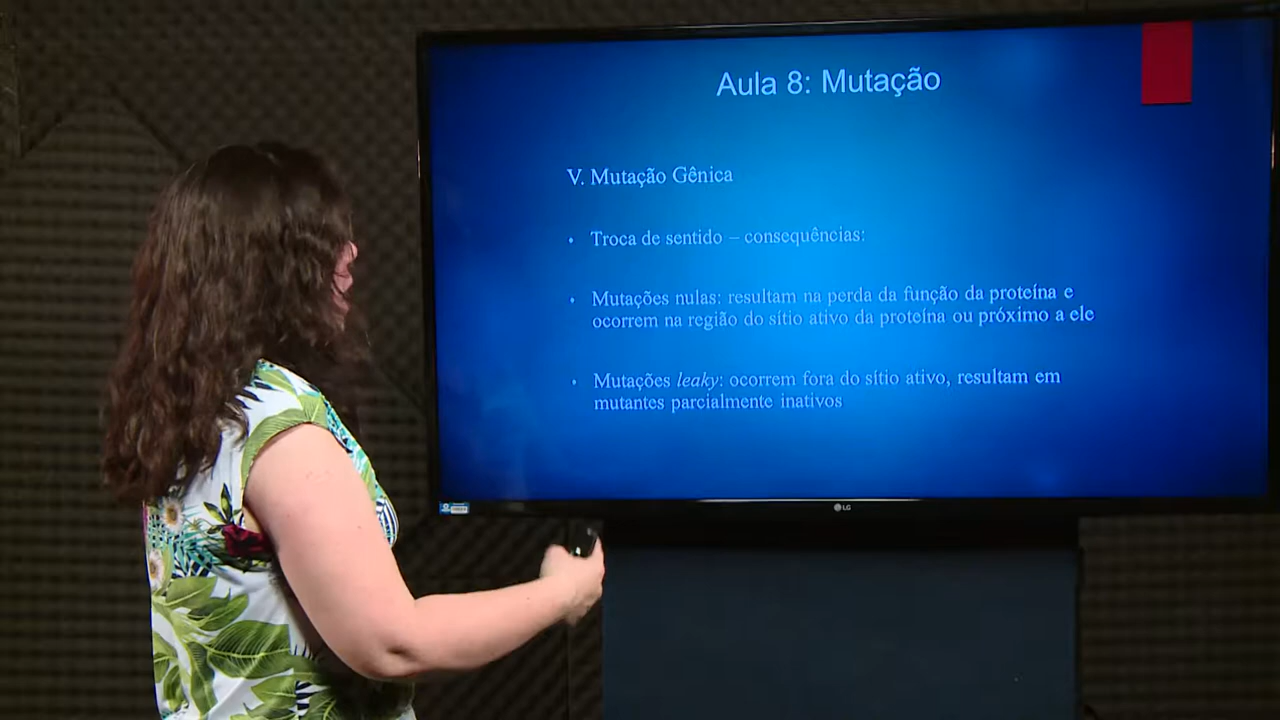 Aula 8: Mutação
V. Mutação Gênica
• Troca de sentido – consequências:
• Mutações nulas: resultam na perda da função da proteína e
ocorrem na região do sítio ativo da proteína ou próximo a ele
• Mutações leaky: ocorrem fora do sítio ativo, resultam em
mutantes parcialmente inativos
LG